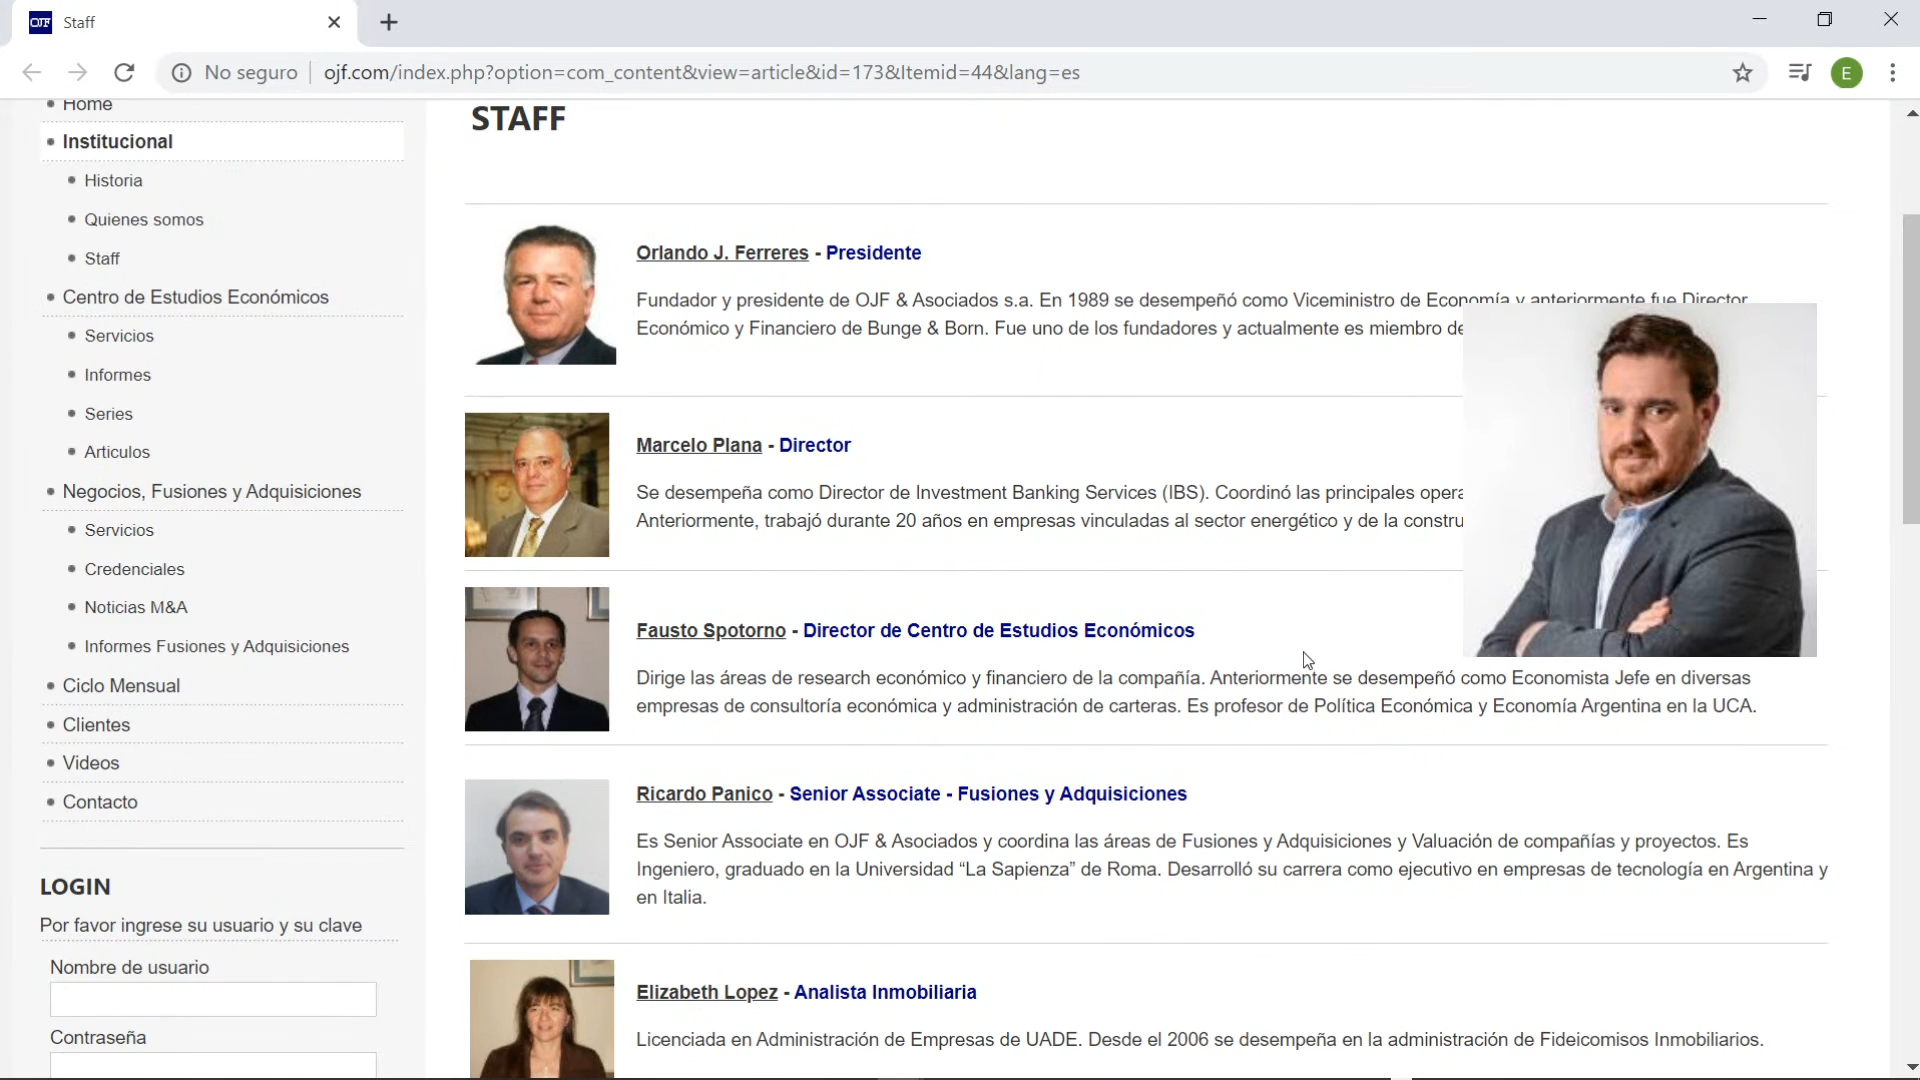 OJF Staff
No seguro ojf.com/index.php?option=com_content&view=article&id=173&Itemid=44&lang=es
E
Home
Institucional
Historia
Quienes somos
Staff
Centro de Estudios Económicos
Servicios
Informes
Series
Articulos
Negocios, Fusiones y Adquisiciones
Servicios
Credenciales
Noticias M&A
Informes Fusiones y Adquisiciones
Ciclo Mensual
Clientes
Videos
Contacto
LOGIN
Por favor ingrese su usuario y su clave
Nombre de usuario
Contraseña
STAFF
Orlando J. Ferreres - Presidente
Fundador y presidente de OJF & Asociados s.a. En 1989 se desempeñó como Viceministro de Economía y anteriormente fue Director
Económico y Financiero de Bunge & Born. Fue uno de los fundadores y actualmente es miembro de
Marcelo Plana - Director
Se desempeña como Director de Investment Banking Services (IBS). Coordinó las principales opera
Anteriormente, trabajó durante 20 años en empresas vinculadas al sector energético y de la constru
Fausto Spotorno - Director de Centro de Estudios Económicos
Dirige las áreas de research económico y financiero de la compañía. Anteriormente se desempeñó como Economista Jefe en diversas
empresas de consultoría económica y administración de carteras. Es profesor de Política Económica y Economía Argentina en la UCA.
Ricardo Panico - Senior Associate - Fusiones y Adquisiciones
Es Senior Associate en OJF & Asociados y coordina las áreas de Fusiones y Adquisiciones y Valuación de compañías y proyectos. Es
Ingeniero, graduado en la Universidad “La Sapienza” de Roma. Desarrolló su carrera como ejecutivo en empresas de tecnología en Argentina y
en Italia.
Elizabeth Lopez - Analista Inmobiliaria
Licenciada en Administración de Empresas de UADE. Desde el 2006 se desempeña en la administración de Fideicomisos Inmobiliarios.